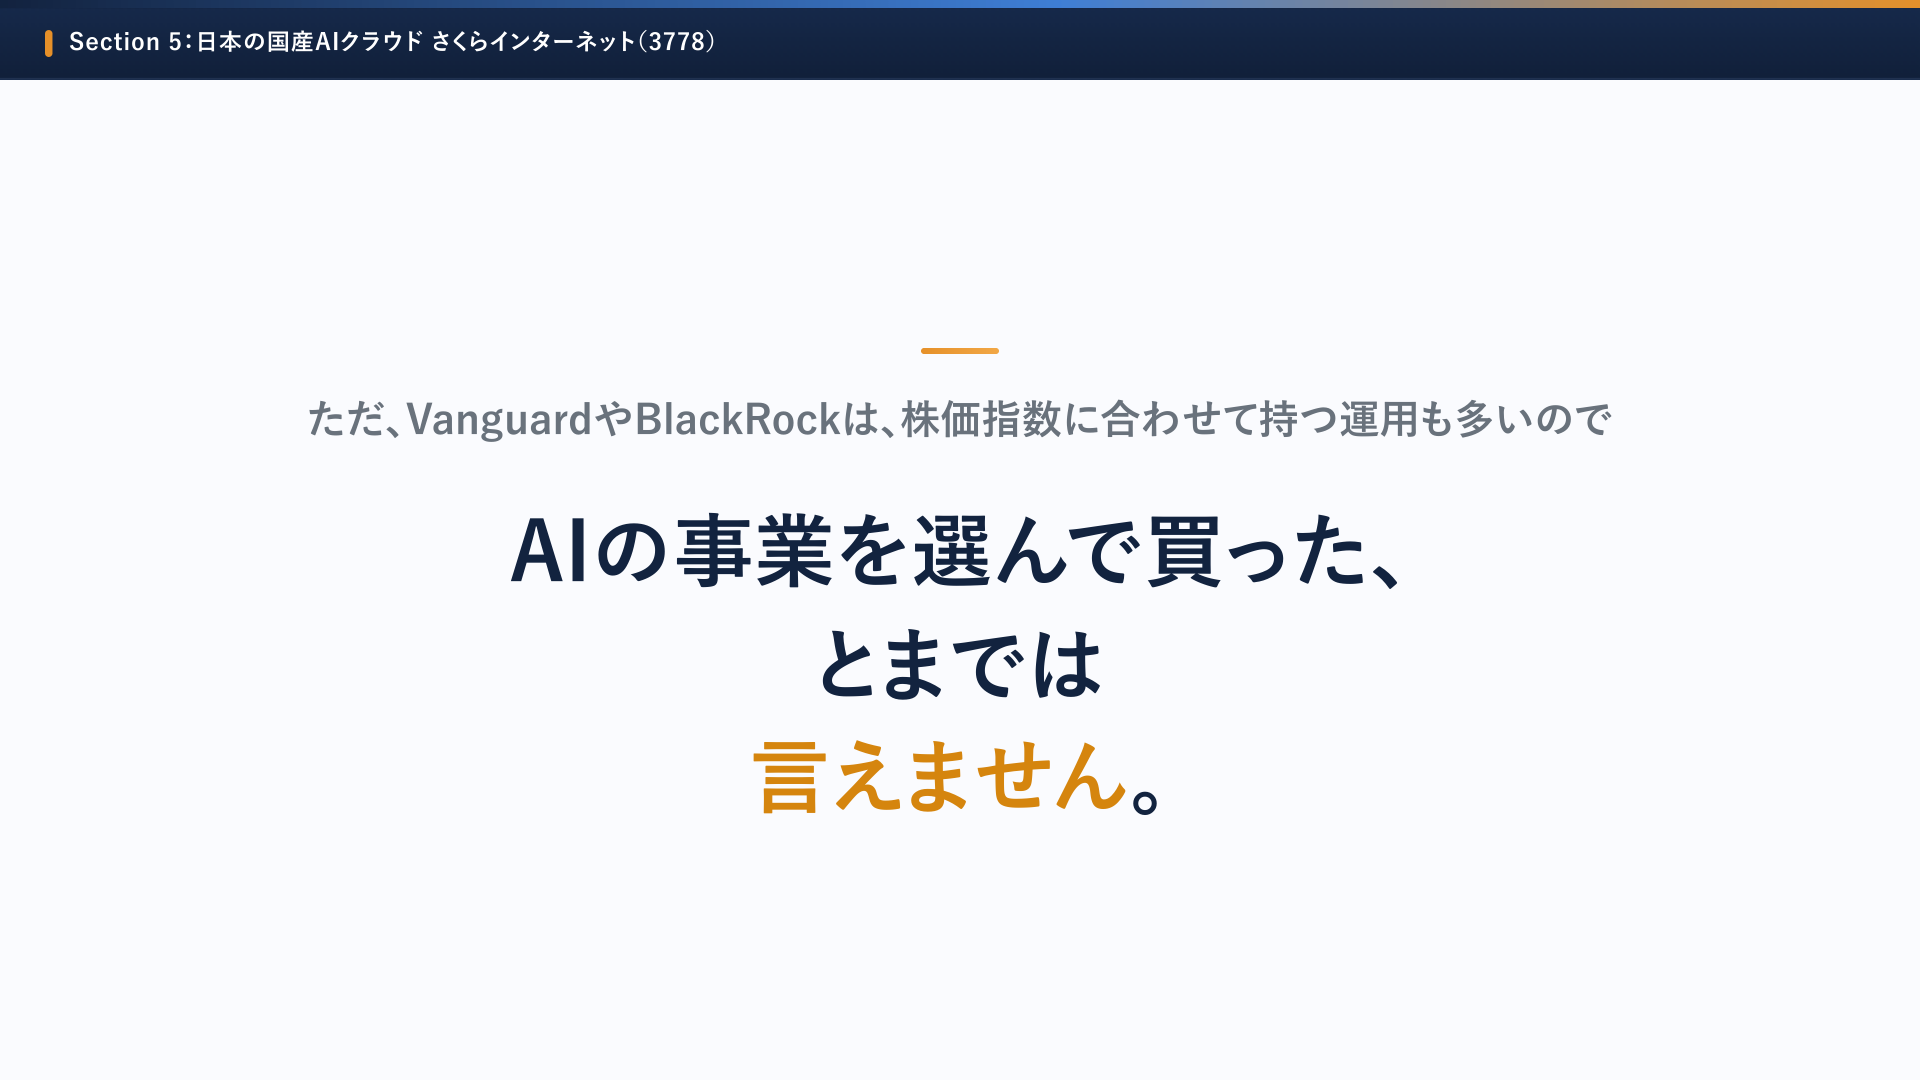 Section 5：日本の国産AIクラウド さくらインターネット（3778）
ただ、VanguardやBlackRockは、株価指数に合わせて持つ運用も多いので
AIの事業を選んで買った、
とまでは
言えません。